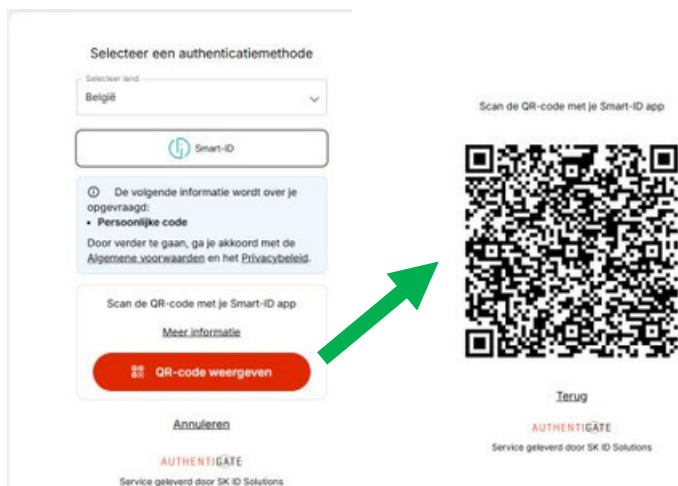 Selecteer een authenticatiemethode
Selecteer land
België
Smart-ID
De volgende informatie wordt over je
opgevraagd:
• Persoonlijke code
Door verder te gaan, ga je akkoord met de
Algemene voorwaarden en het Privacybeleid.
Scan de QR-code met je Smart-ID app
Meer informatie
QR-code weergeven
Annuleren
AUTHENTIGATE
Service geleverd door SK ID Solutions
Scan de QR-code met je Smart-ID app
Terug
AUTHENTIGATE
Service geleverd door SK ID Solutions